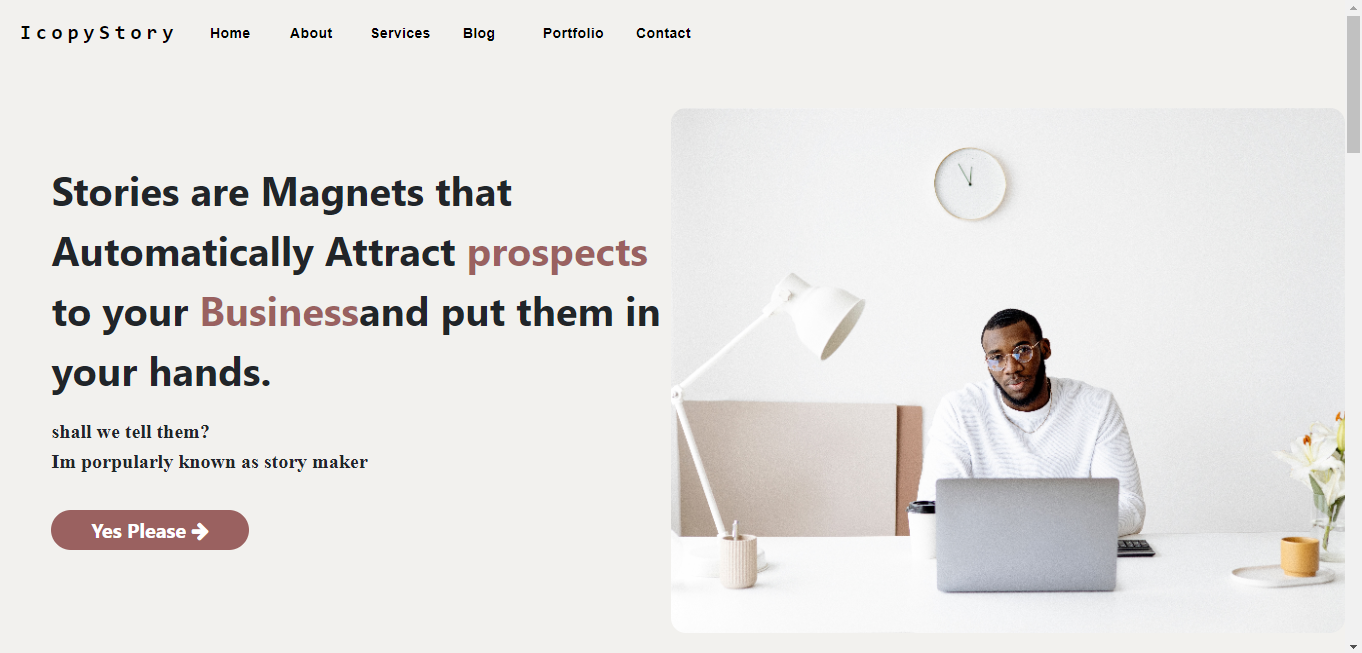 IcopyStory Home About Services Blog Portfolio Contact
Stories are Magnets that
Automatically Attract prospects
to your Businessand put them in
your hands.
shall we tell them?
Im porpularly known as story maker
Yes Please →